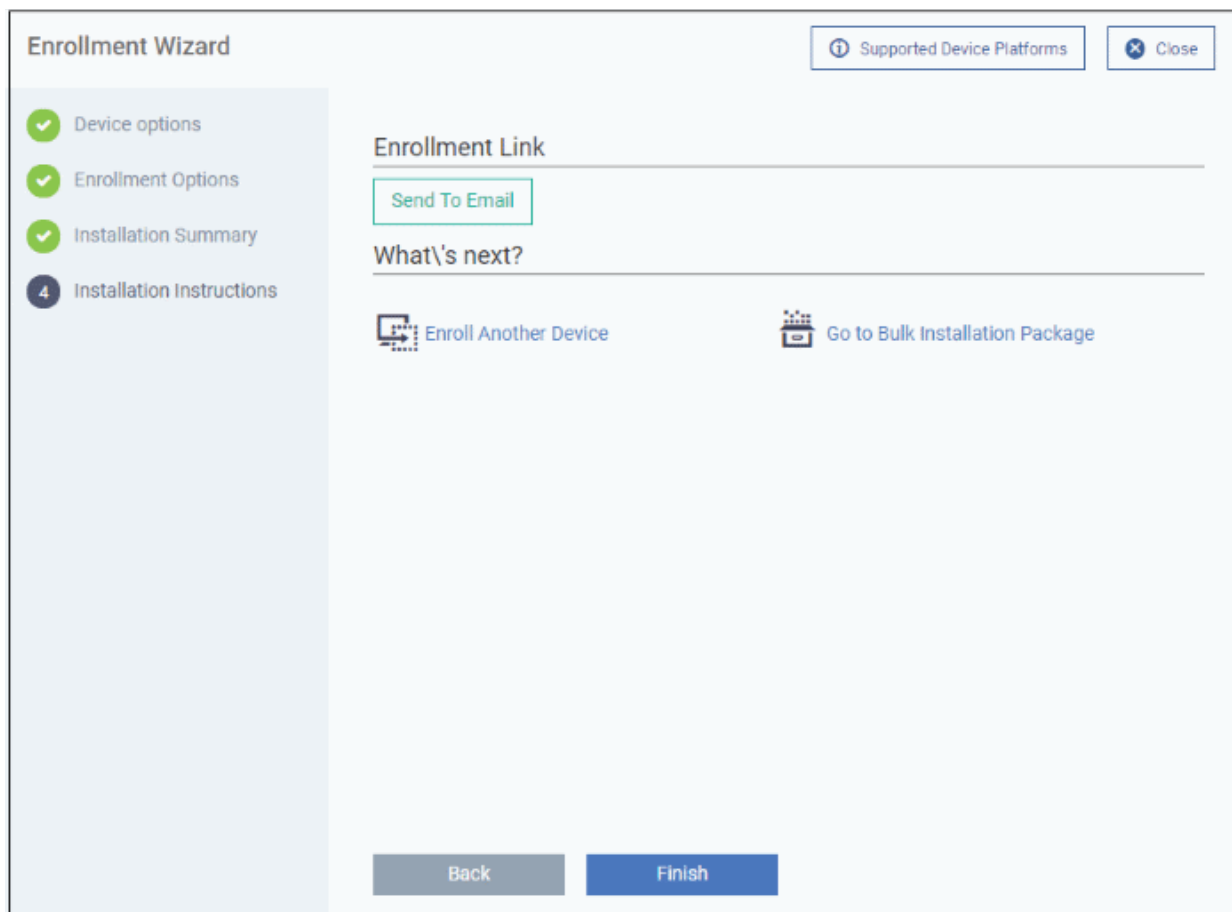 Enrollment Wizard
Supported Device Platforms
Close
Device options
Enrollment Options
Installation Summary
4 Installation Instructions
Enrollment Link
Send To Email
What\'s next?
Enroll Another Device
Go to Bulk Installation Package
Back
Finish